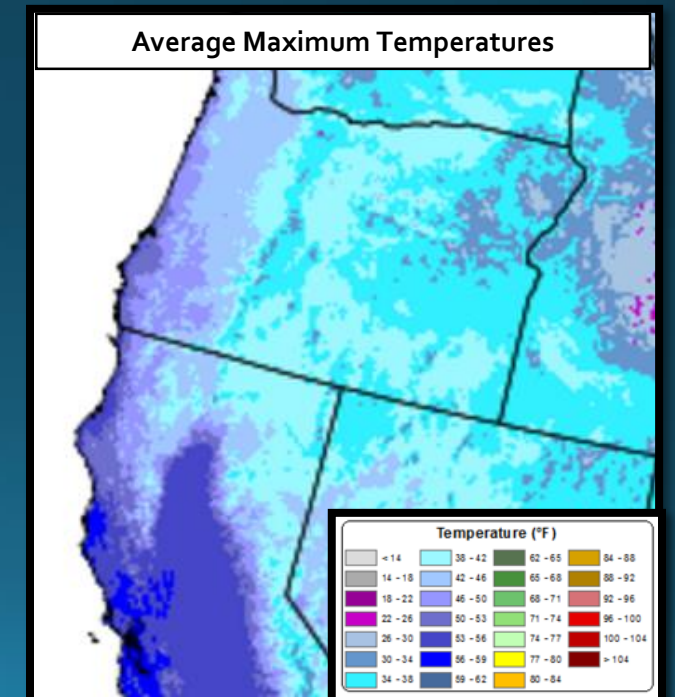 Average Maximum Temperatures
Temperature (°F)
< 14 38 - 42 62 - 65 84 - 88
14 - 18 42 - 46 65 - 68 88 - 92
18 - 22 46 - 50 68 - 71 92 - 96
22 - 26 50 - 53 71 - 74 96 - 100
26 - 30 53 - 56 74 - 77 100 - 104
30 - 34 56 - 59 77 - 80 > 104
34 - 38 59 - 62 80 - 84